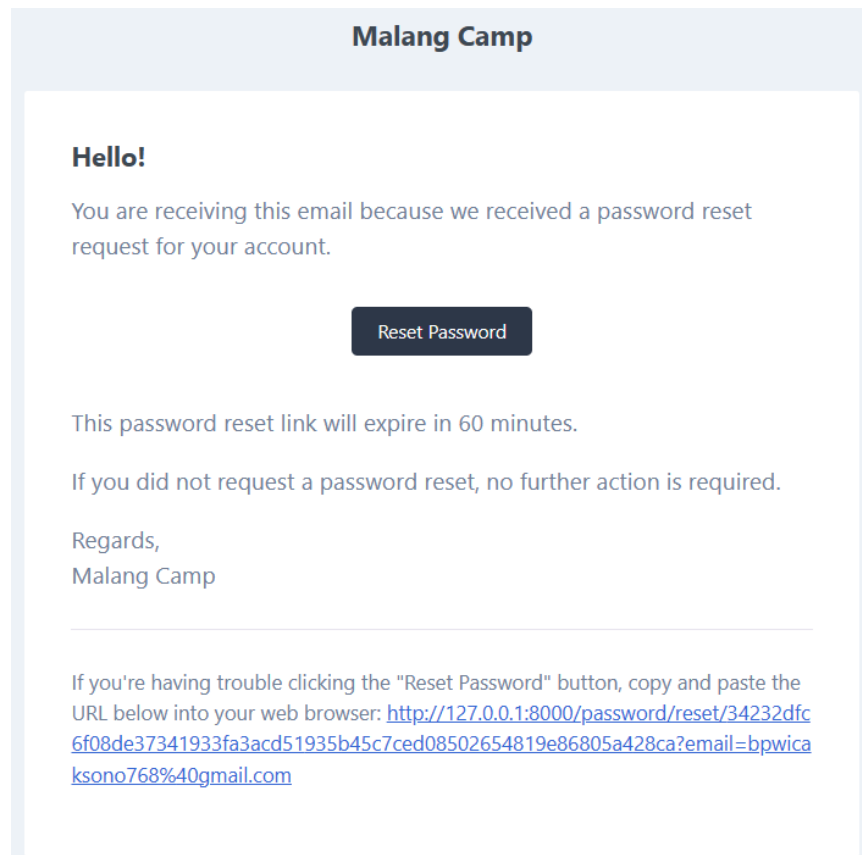 Malang Camp
Hello!
You are receiving this email because we received a password reset
request for your account.
Reset Password
This password reset link will expire in 60 minutes.
If you did not request a password reset, no further action is required.
Regards,
Malang Camp
If you're having trouble clicking the "Reset Password" button, copy and paste the
URL below into your web browser: http://127.0.0.1:8000/password/reset/34232dfc
6f08de37341933fa3acd51935b45c7ced08502654819e86805a428ca?email=bpwica
ksono768%40gmail.com